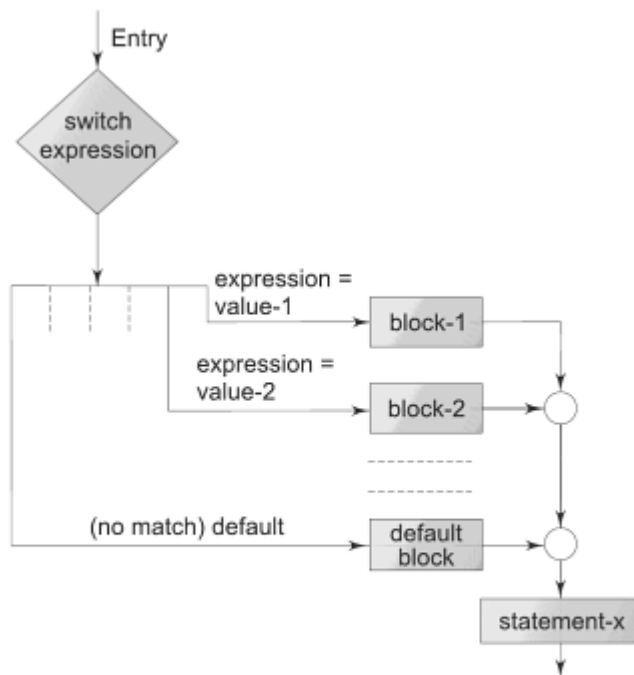 Entry
switch
expression
expression =
value-1
block-1
expression =
value-2
block-2
(no match) default
default
block
statement-x